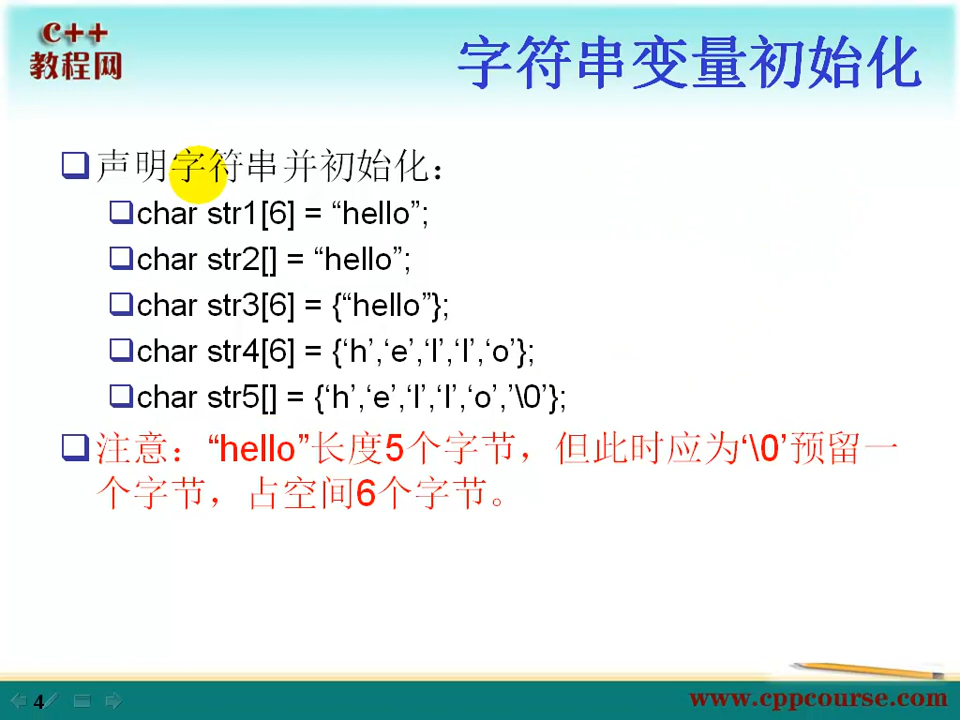 C++
教程网
字符串变量初始化
声明字符串并初始化：
char str1[6] = “hello”;
char str2[] = “hello”;
char str3[6] = {“hello”};
char str4[6] = {‘h’,‘e’,‘l’,‘l’,‘o’};
char str5[] = {‘h’,‘e’,‘l’,‘l’,‘o’,’\0’};
注意：“hello”长度5个字节，但此时应为‘\0’预留一
个字节，占空间6个字节。
4
www.cppcourse.com